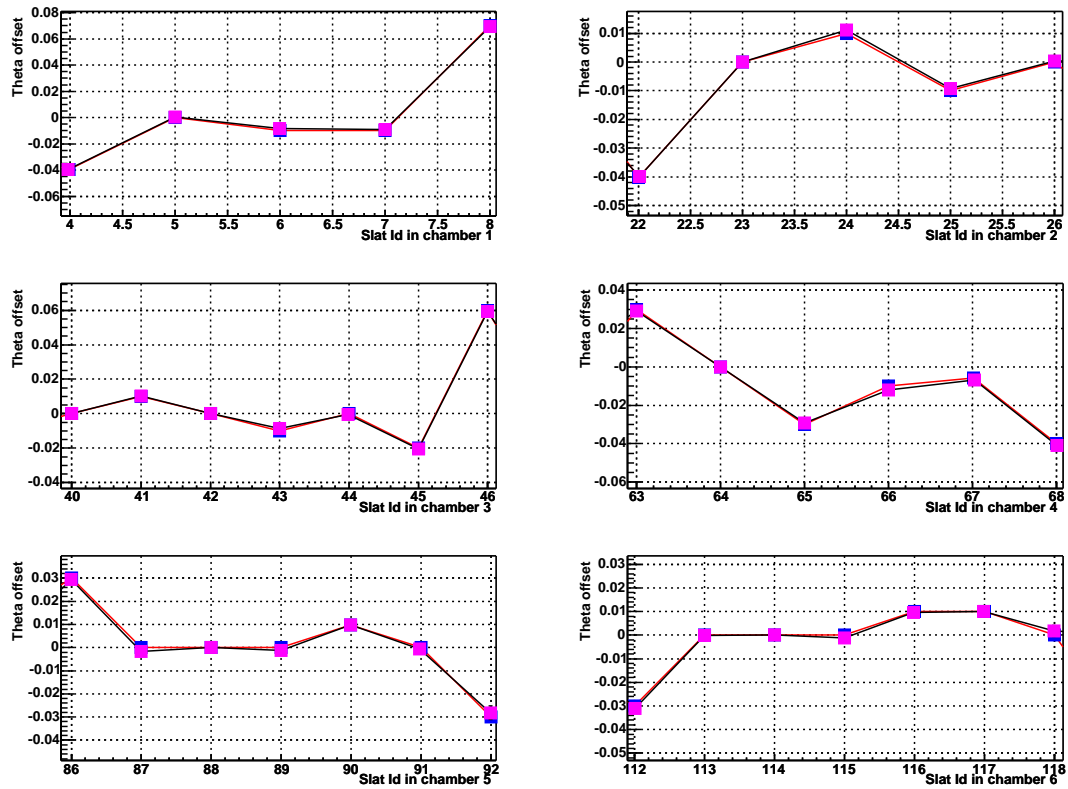 Theta offset
0.08
0.06
0.04
0.02
0
-0.02
-0.04
-0.06
4 4.5 5 5.5 6 6.5 7 7.5 8
Slat Id in chamber 1
Theta offset
0.01
0
-0.01
-0.02
-0.03
-0.04
-0.05
22 22.5 23 23.5 24 24.5 25 25.5 26
Slat Id in chamber 2
Theta offset
0.06
0.04
0.02
0
-0.02
-0.04
40 41 42 43 44 45 46
Slat Id in chamber 3
Theta offset
0.04
0.02
-0
-0.02
-0.04
-0.06
63 64 65 66 67 68
Slat Id in chamber 4
Theta offset
0.03
0.02
0.01
0
-0.01
-0.02
-0.03
-0.04
86 87 88 89 90 91 92
Slat Id in chamber 5
Theta offset
0.03
0.02
0.01
0
-0.01
-0.02
-0.03
-0.04
-0.05
112 113 114 115 116 117 118
Slat Id in chamber 6